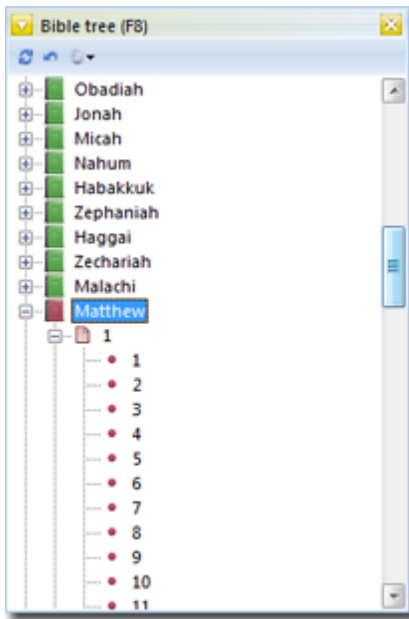 Bible tree (F8)
Obadiah
Jonah
Micah
Nahum
Habakkuk
Zephaniah
Haggai
Zechariah
Malachi
Matthew
1
1
2
3
4
5
6
7
8
9
10
11